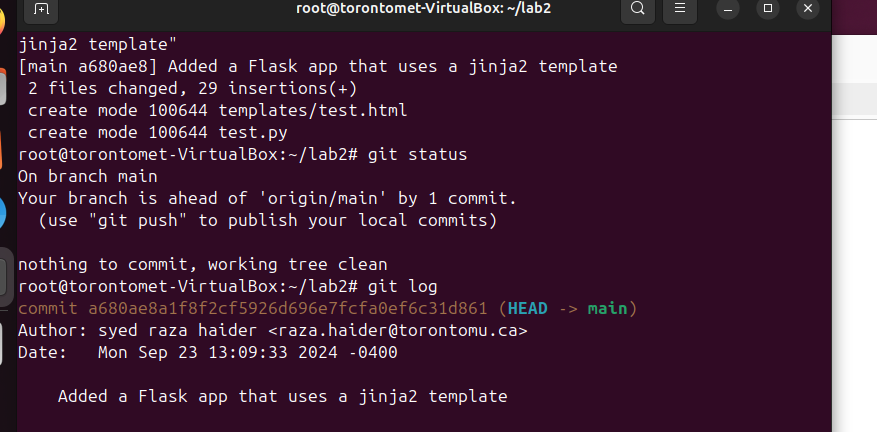 root@torontomet-VirtualBox: ~/lab2
jinja2 template"
[main a680ae8] Added a Flask app that uses a jinja2 template
 2 files changed, 29 insertions(+)
 create mode 100644 templates/test.html
 create mode 100644 test.py
root@torontomet-VirtualBox:~/lab2# git status
On branch main
Your branch is ahead of 'origin/main' by 1 commit.
  (use "git push" to publish your local commits)
nothing to commit, working tree clean
root@torontomet-VirtualBox:~/lab2# git log
commit a680ae8a1f8f2cf5926d696e7fcfa0ef6c31d861 (HEAD -> main)
Author: syed raza haider <raza.haider@torontomu.ca>
Date:   Mon Sep 23 13:09:33 2024 -0400
    Added a Flask app that uses a jinja2 template